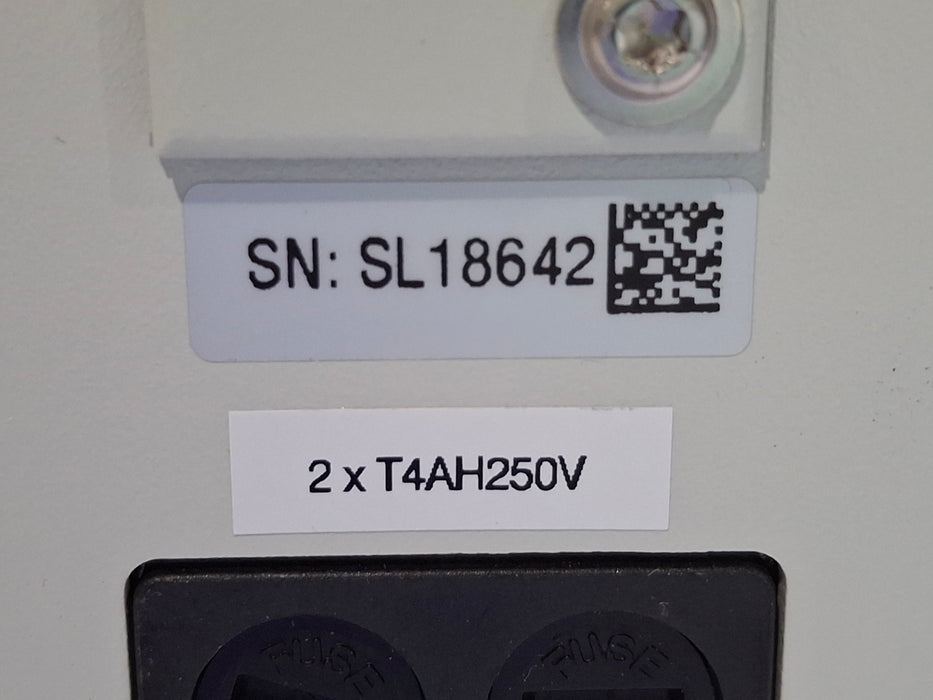 SN: SL18642
2 x T4AH250V
FUSE FUSE